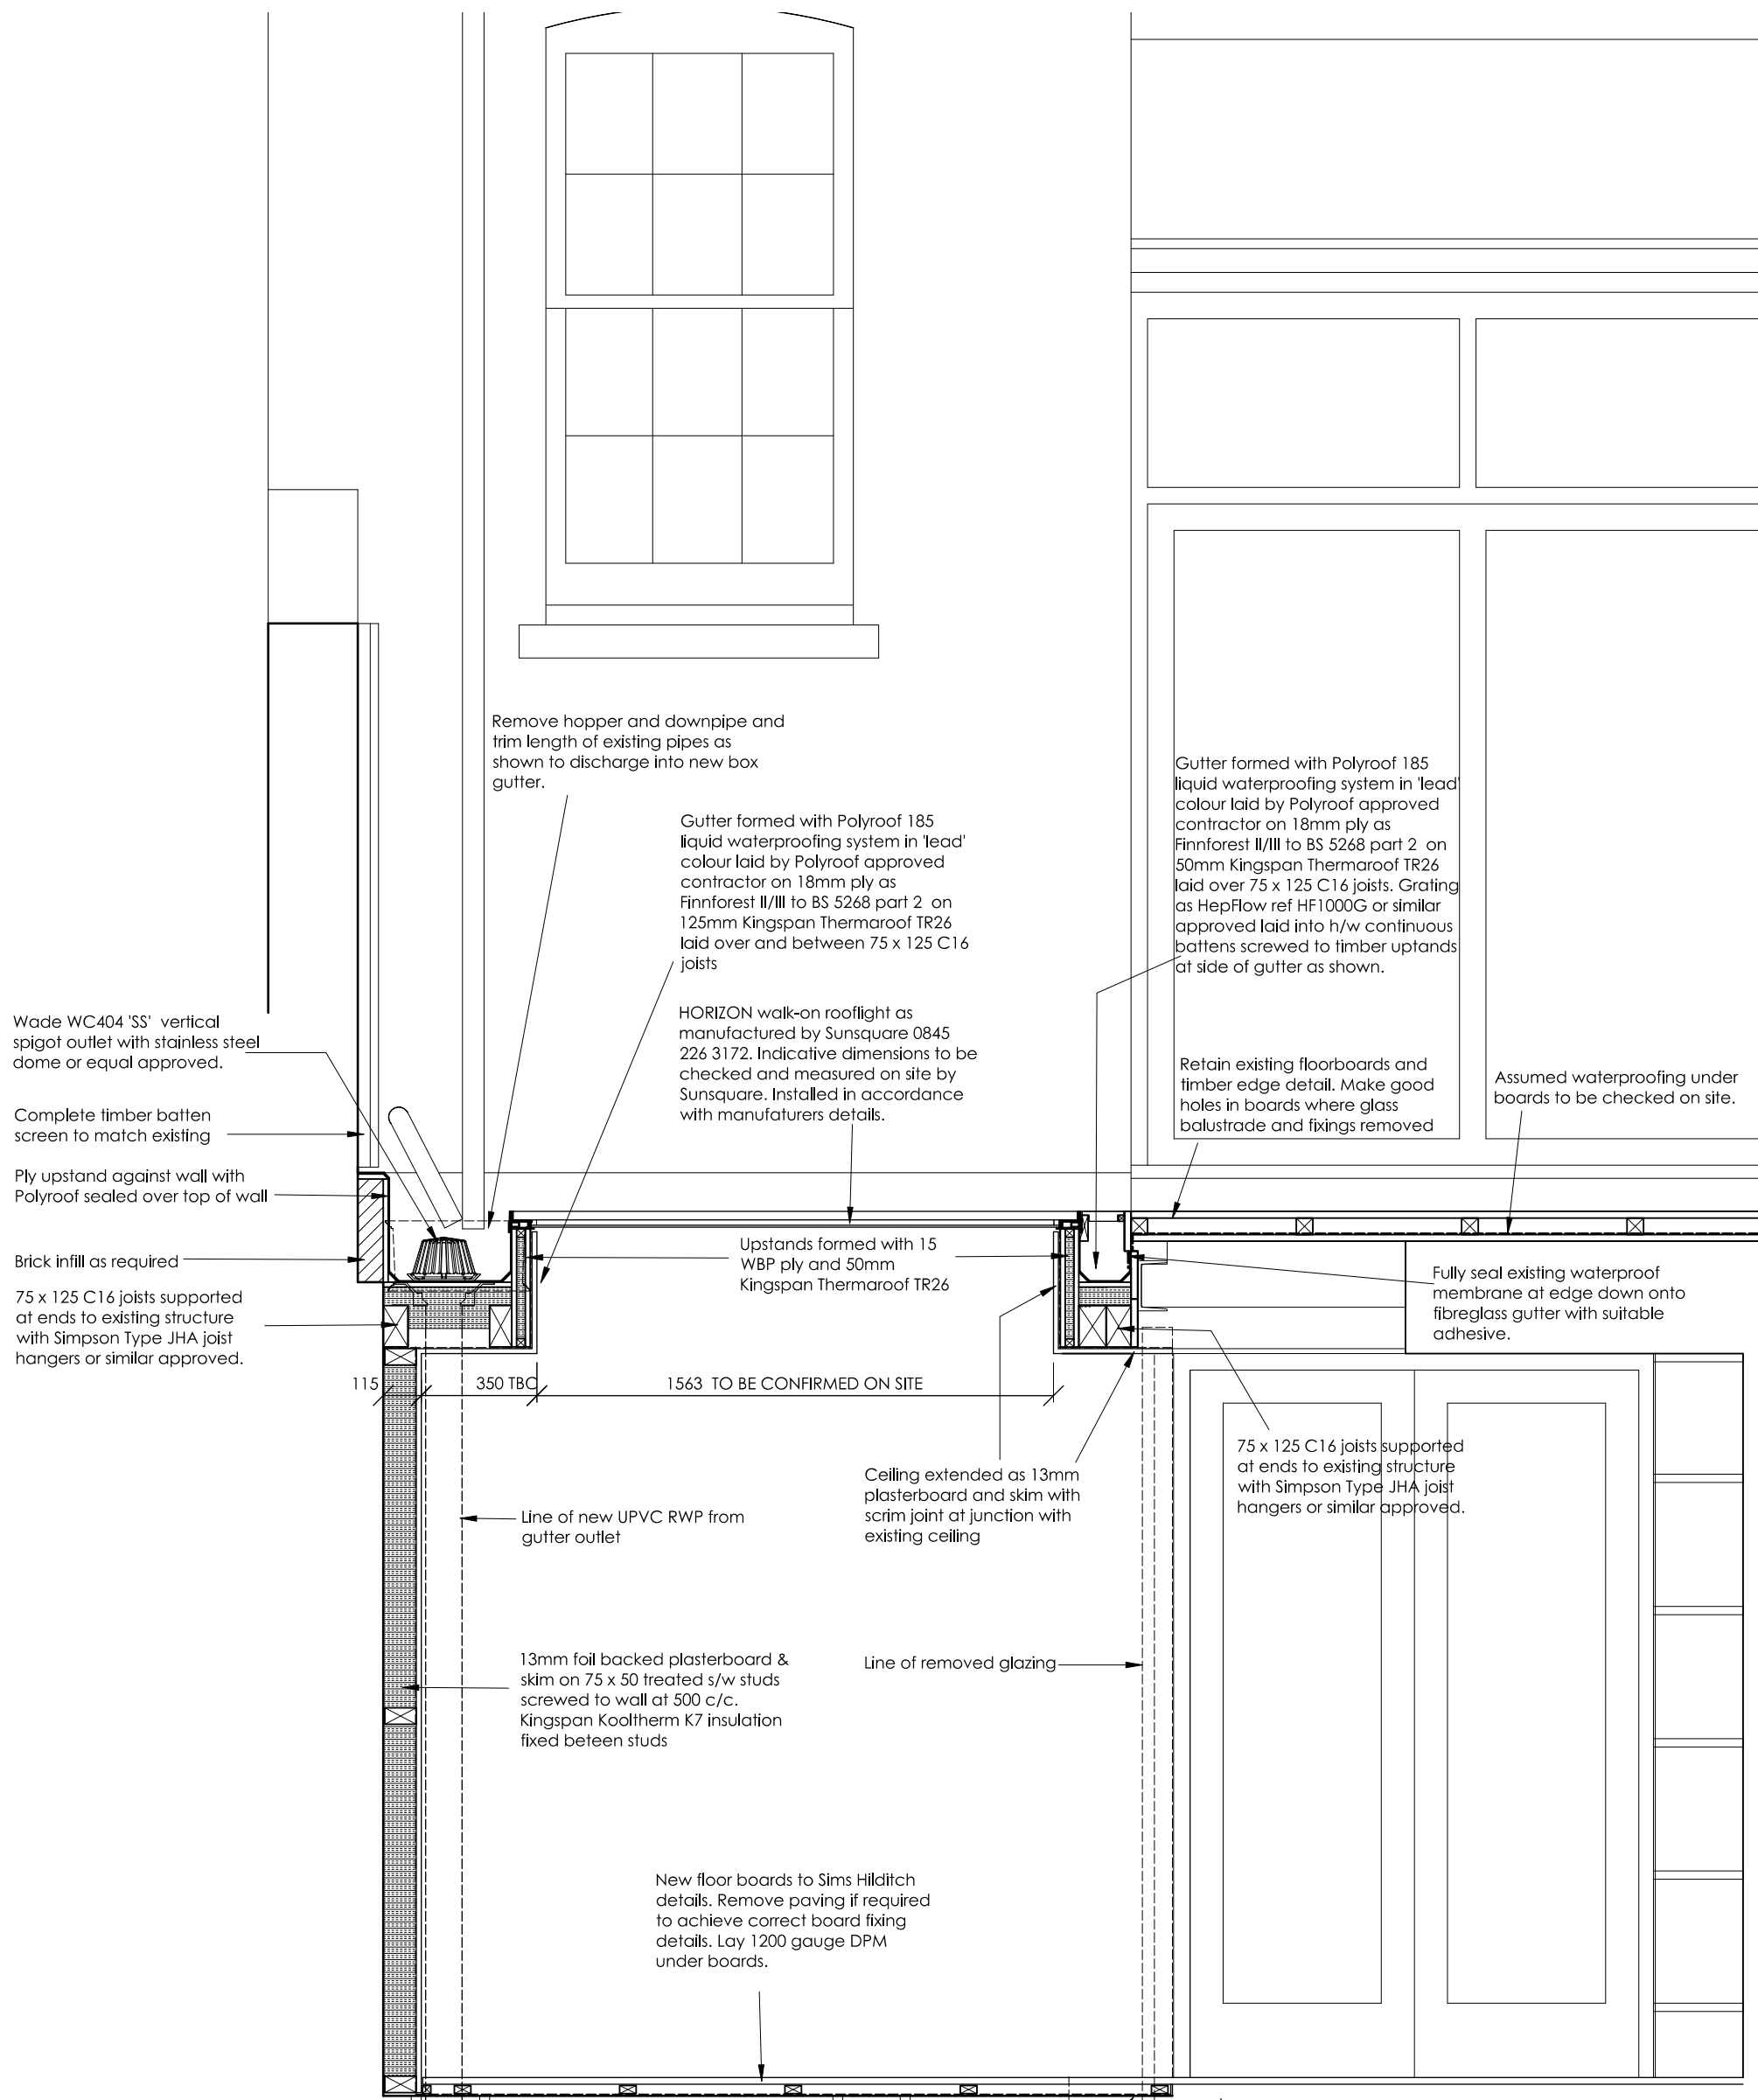 Remove hopper and downpipe and
trim length of existing pipes as
shown to discharge into new box
gutter.
Gutter formed with Polyroof 185
liquid waterproofing system in 'lead'
colour laid by Polyroof approved
contractor on 18mm ply as
Finnforest II/III to BS 5268 part 2 on
125mm Kingspan Thermaroof TR26
laid over and between 75 x 125 C16
joists
Gutter formed with Polyroof 185
liquid waterproofing system in 'lead'
colour laid by Polyroof approved
contractor on 18mm ply as
Finnforest II/III to BS 5268 part 2 on
50mm Kingspan Thermaroof TR26
laid over 75 x 125 C16 joists. Grating
as HepFlow ref HF1000G or similar
approved laid into h/w continuous
battens screwed to timber uptands
at side of gutter as shown.
Wade WC404 'SS' vertical
spigot outlet with stainless steel
dome or equal approved.
HORIZON walk-on rooflight as
manufactured by Sunsquare 0845
226 3172. Indicative dimensions to be
checked and measured on site by
Sunsquare. Installed in accordance
with manufaturers details.
Retain existing floorboards and
timber edge detail. Make good
holes in boards where glass
balustrade and fixings removed
Assumed waterproofing under
boards to be checked on site.
Complete timber batten
screen to match existing
Ply upstand against wall with
Polyroof sealed over top of wall
Brick infill as required
Upstands formed with 15
WBP ply and 50mm
Kingspan Thermaroof TR26
Fully seal existing waterproof
membrane at edge down onto
fibreglass gutter with suitable
adhesive.
75 x 125 C16 joists supported
at ends to existing structure
with Simpson Type JHA joist
hangers or similar approved.
115
350 TBC
1563 TO BE CONFIRMED ON SITE
75 x 125 C16 joists supported
at ends to existing structure
with Simpson Type JHA joist
hangers or similar approved.
Ceiling extended as 13mm
plasterboard and skim with
scrim joint at junction with
existing ceiling
Line of new UPVC RWP from
gutter outlet
13mm foil backed plasterboard &
skim on 75 x 50 treated s/w studs
screwed to wall at 500 c/c.
Kingspan Kooltherm K7 insulation
fixed beteen studs
Line of removed glazing
New floor boards to Sims Hilditch
details. Remove paving if required
to achieve correct board fixing
details. Lay 1200 gauge DPM
under boards.